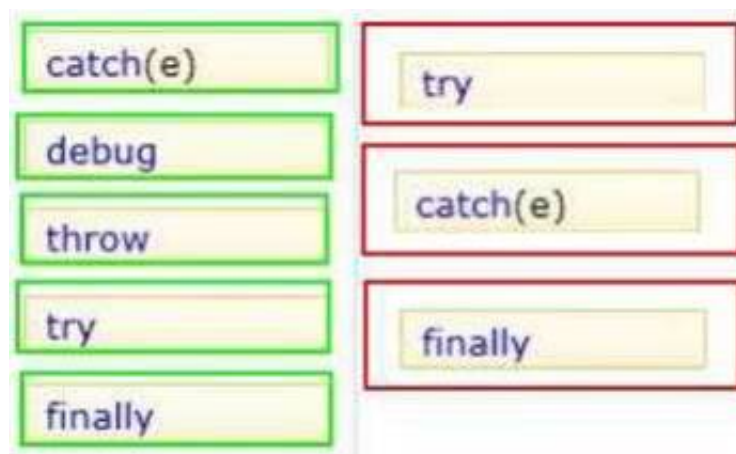 catch(e)
debug
throw
try
finally
try
catch(e)
finally